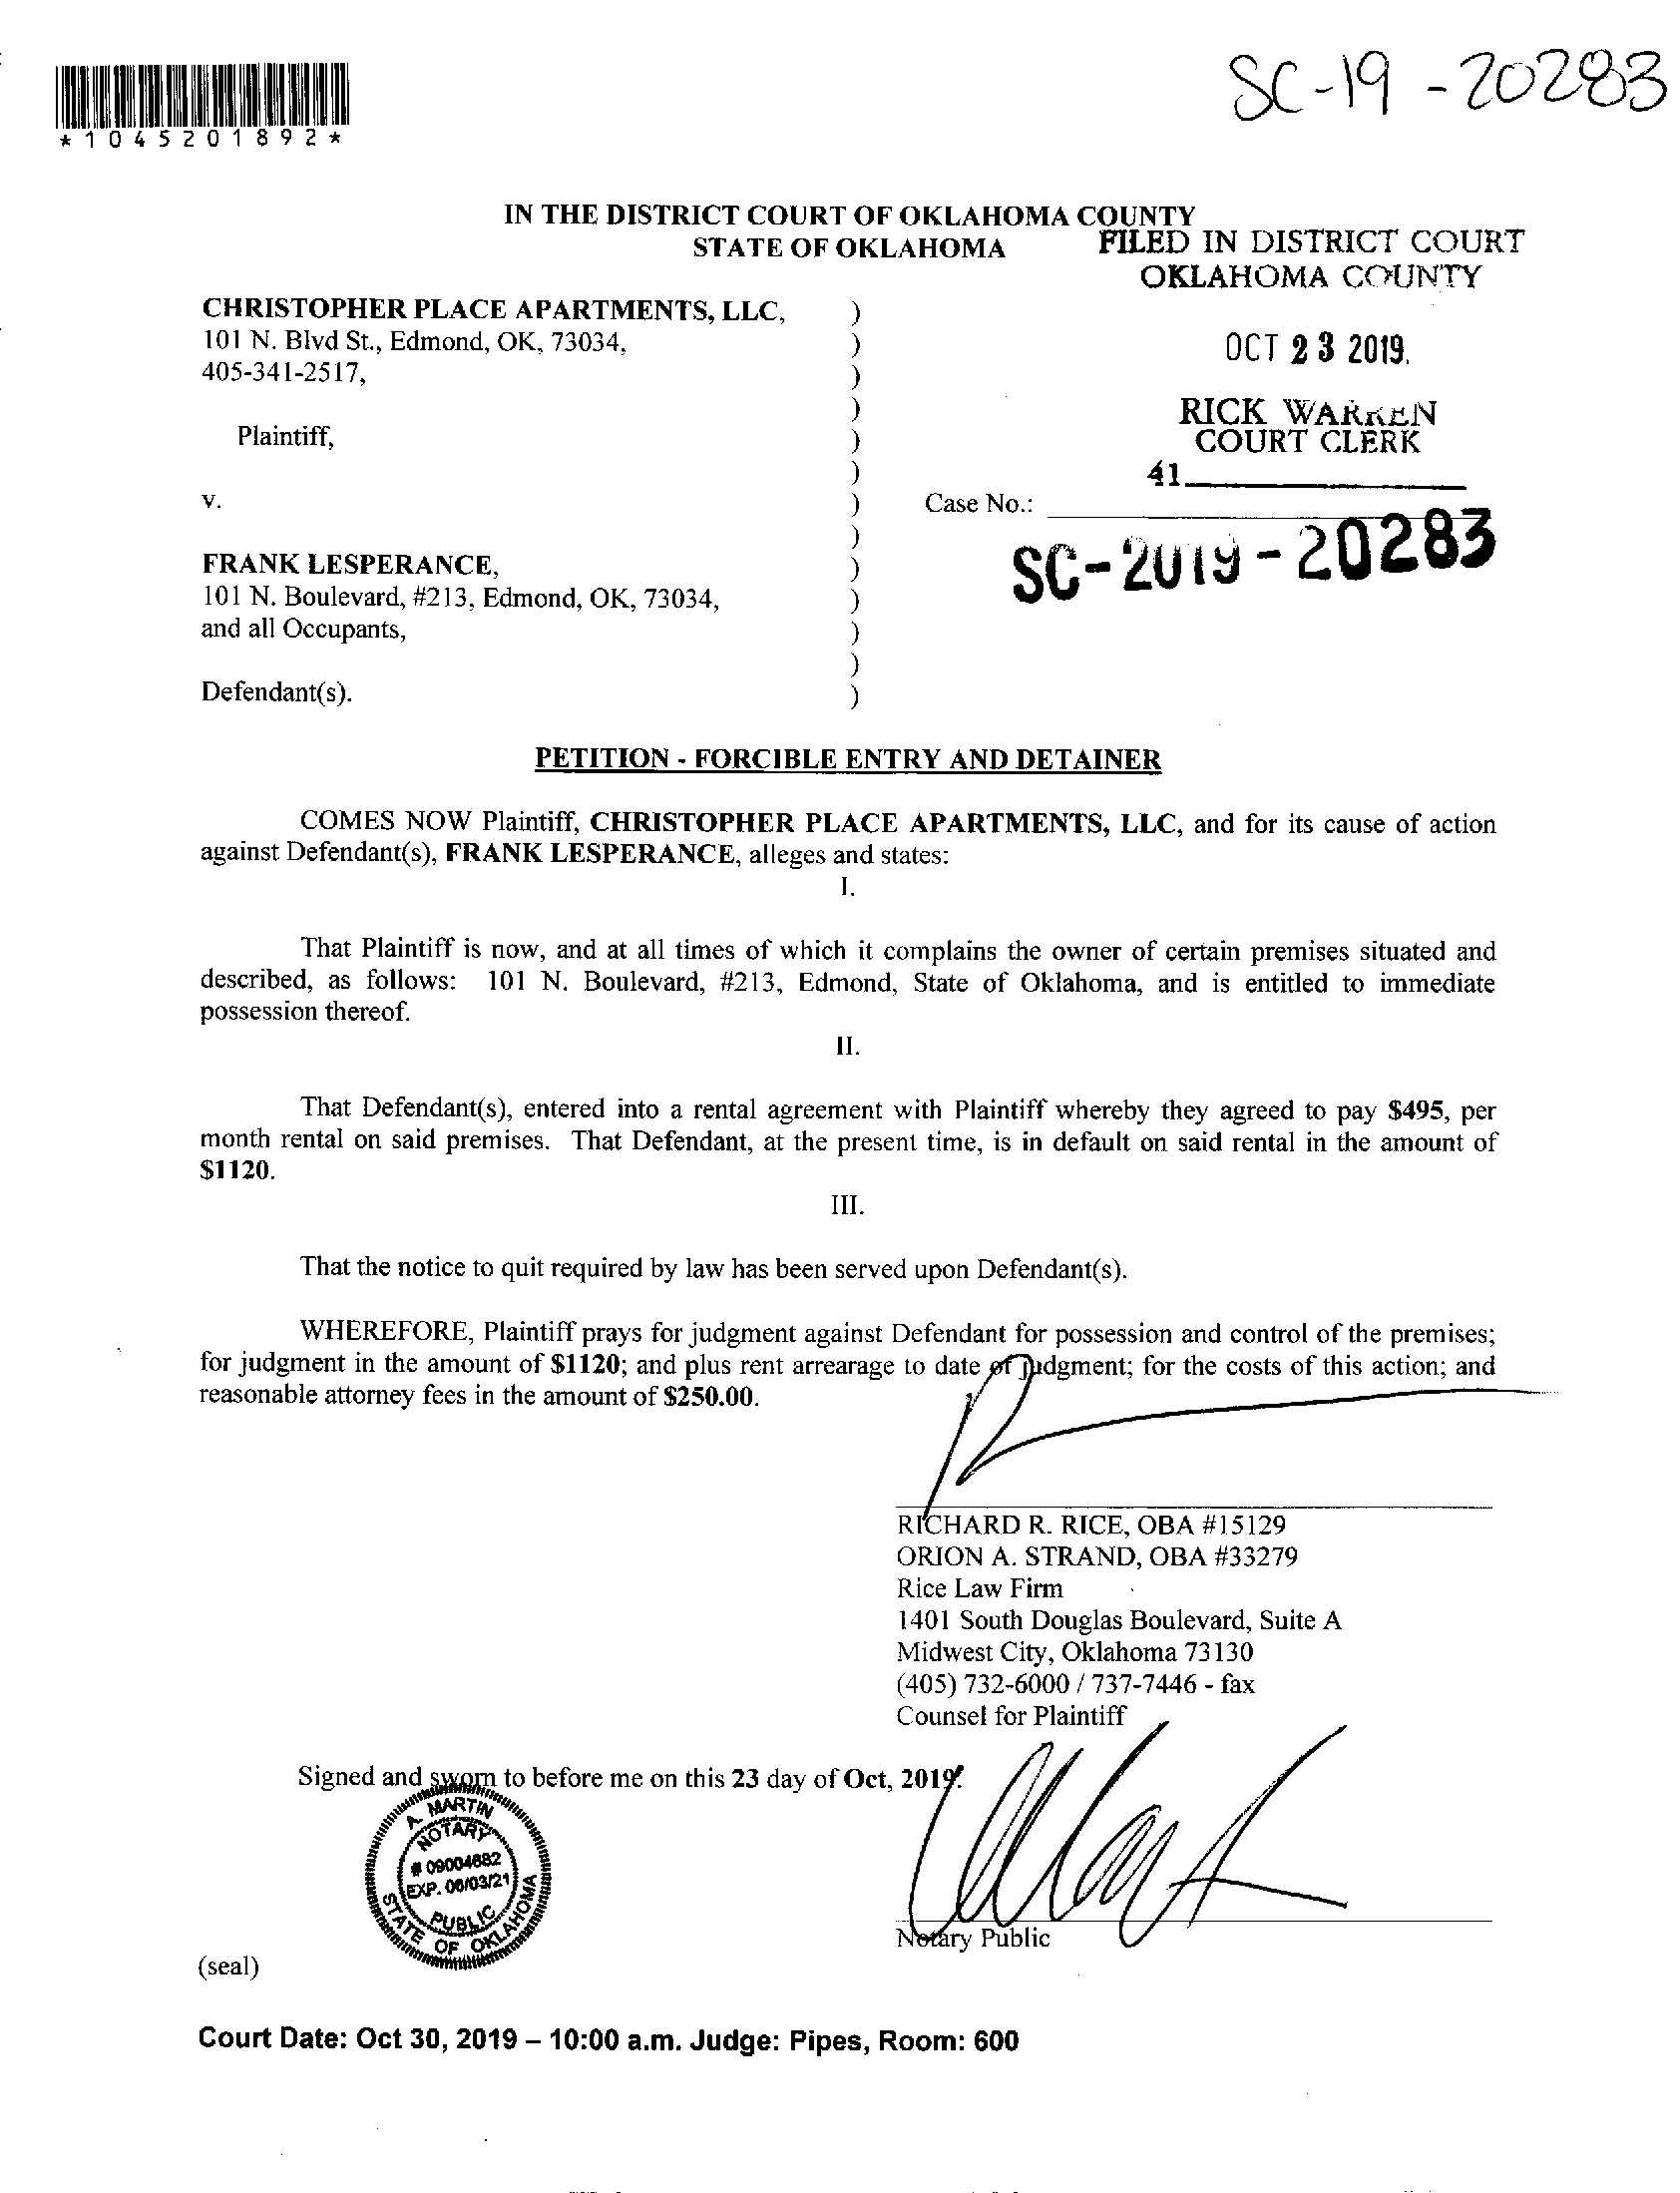 SC-19-20283
*1045201892*
IN THE DISTRICT COURT OF OKLAHOMA COUNTY
STATE OF OKLAHOMA
FILED IN DISTRICT COURT
OKLAHOMA COUNTY
OCT 23 2019.
RICK WARREN
COURT CLERK
41
CHRISTOPHER PLACE APARTMENTS, LLC, )
101 N. Blvd St., Edmond, OK, 73034, )
405-341-2517, )
)
Plaintiff, )
)
v. ) Case No.:
SC-2019-20283
)
FRANK LESPERANCE, )
101 N. Boulevard, #213, Edmond, OK, 73034, )
and all Occupants, )
)
Defendant(s). )
PETITION - FORCIBLE ENTRY AND DETAINER
COMES NOW Plaintiff, CHRISTOPHER PLACE APARTMENTS, LLC, and for its cause of action
against Defendant(s), FRANK LESPERANCE, alleges and states:
I.
That Plaintiff is now, and at all times of which it complains the owner of certain premises situated and
described, as follows: 101 N. Boulevard, #213, Edmond, State of Oklahoma, and is entitled to immediate
possession thereof.
II.
That Defendant(s), entered into a rental agreement with Plaintiff whereby they agreed to pay $495, per
month rental on said premises. That Defendant, at the present time, is in default on said rental in the amount of
$1120.
III.
That the notice to quit required by law has been served upon Defendant(s).
WHEREFORE, Plaintiff prays for judgment against Defendant for possession and control of the premises;
for judgment in the amount of $1120; and plus rent arrearage to date of judgment; for the costs of this action; and
reasonable attorney fees in the amount of $250.00.
RICHARD R. RICE, OBA #15129
ORION A. STRAND, OBA #33279
Rice Law Firm
1401 South Douglas Boulevard, Suite A
Midwest City, Oklahoma 73130
(405) 732-6000 / 737-7446 - fax
Counsel for Plaintiff
Signed and sworn to before me on this 23 day of Oct, 2019.
A. MARTIN
NOTARY
# 09004682
EXP. 06/03/21
PUBLIC
STATE OF OKLAHOMA
Notary Public
(seal)
Court Date: Oct 30, 2019 – 10:00 a.m. Judge: Pipes, Room: 600